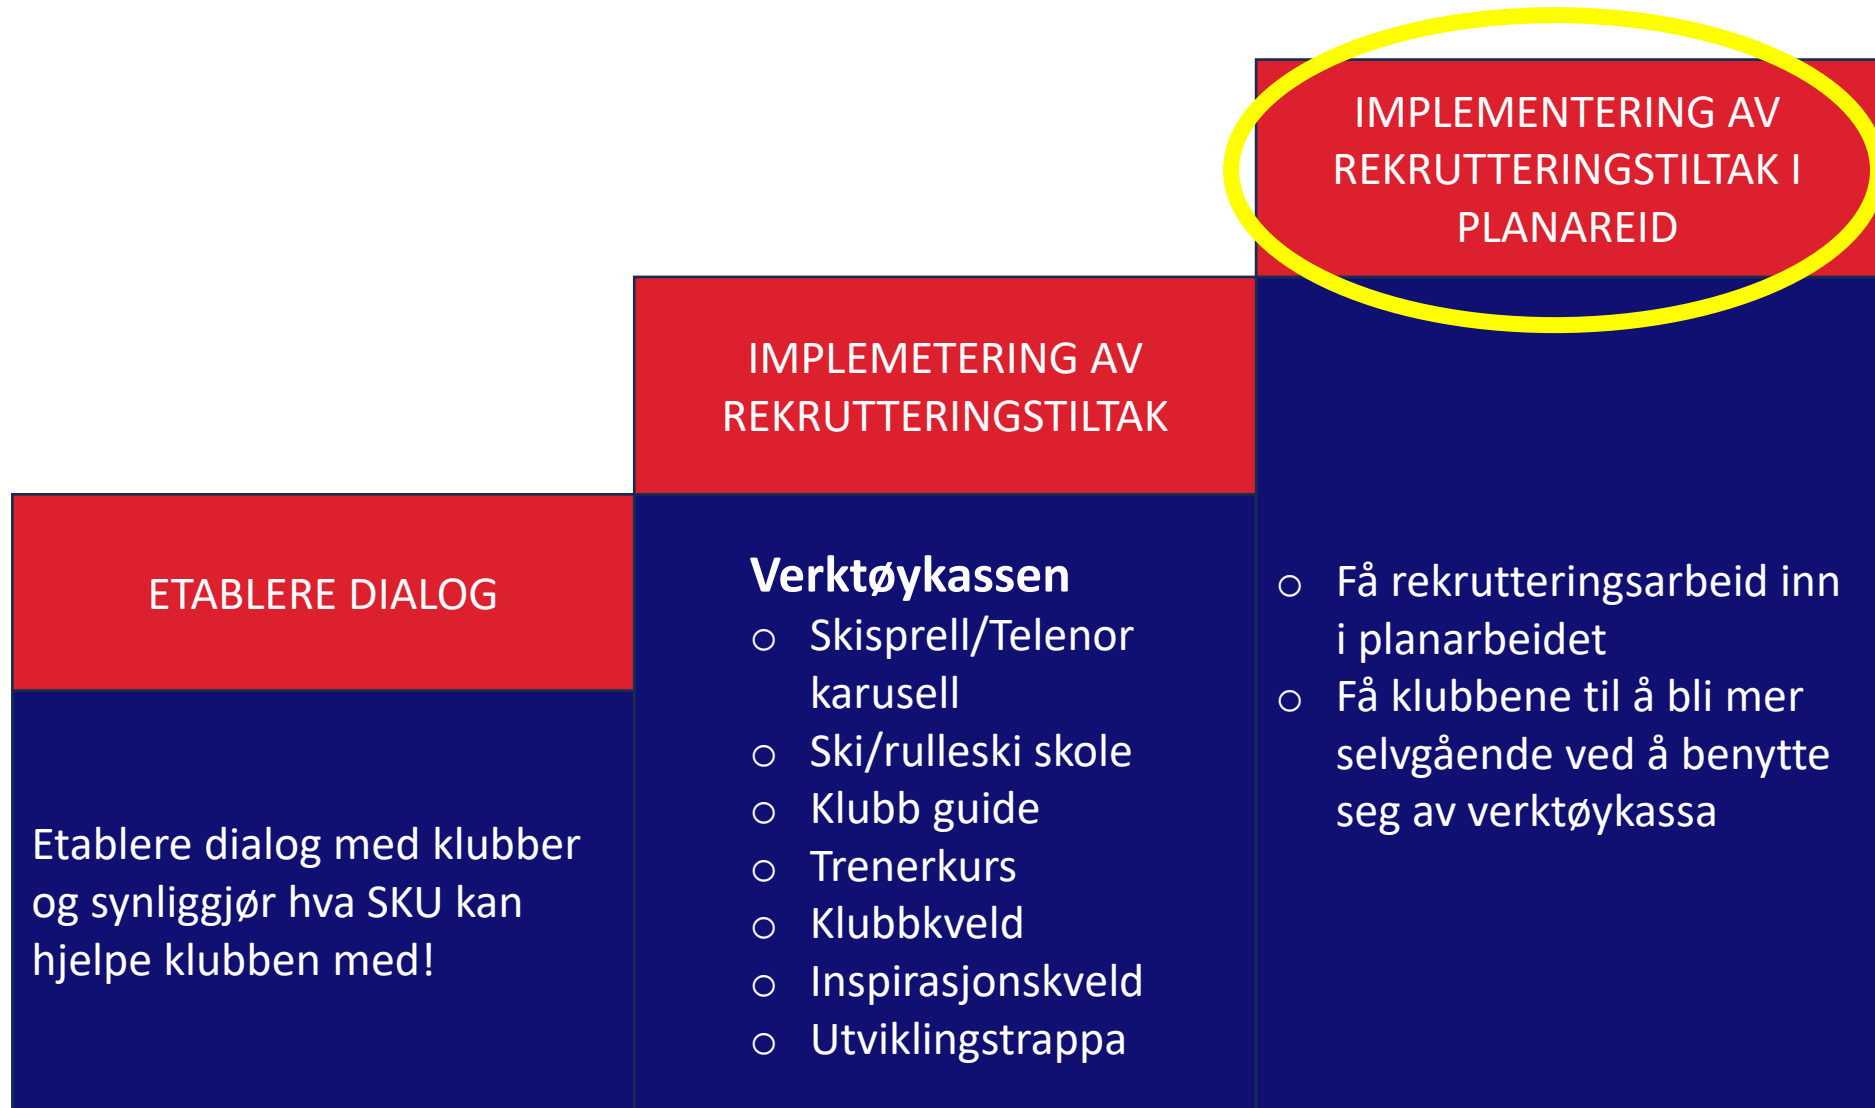 ETABLERE DIALOG
Etablere dialog med klubber
og synliggjør hva SKU kan
hjelpe klubben med!
IMPLEMETERING AV
REKRUTTERINGSTILTAK
Verktøykassen
o Skisprell/Telenor
karusell
o Ski/rulleski skole
o Klubb guide
o Trenerkurs
o Klubbkveld
o Inspirasjonskveld
o Utviklingstrappa
IMPLEMENTERING AV
REKRUTTERINGSTILTAK I
PLANAREID
o Få rekrutteringsarbeid inn
i planarbeidet
o Få klubbene til å bli mer
selvgående ved å benytte
seg av verktøykassa